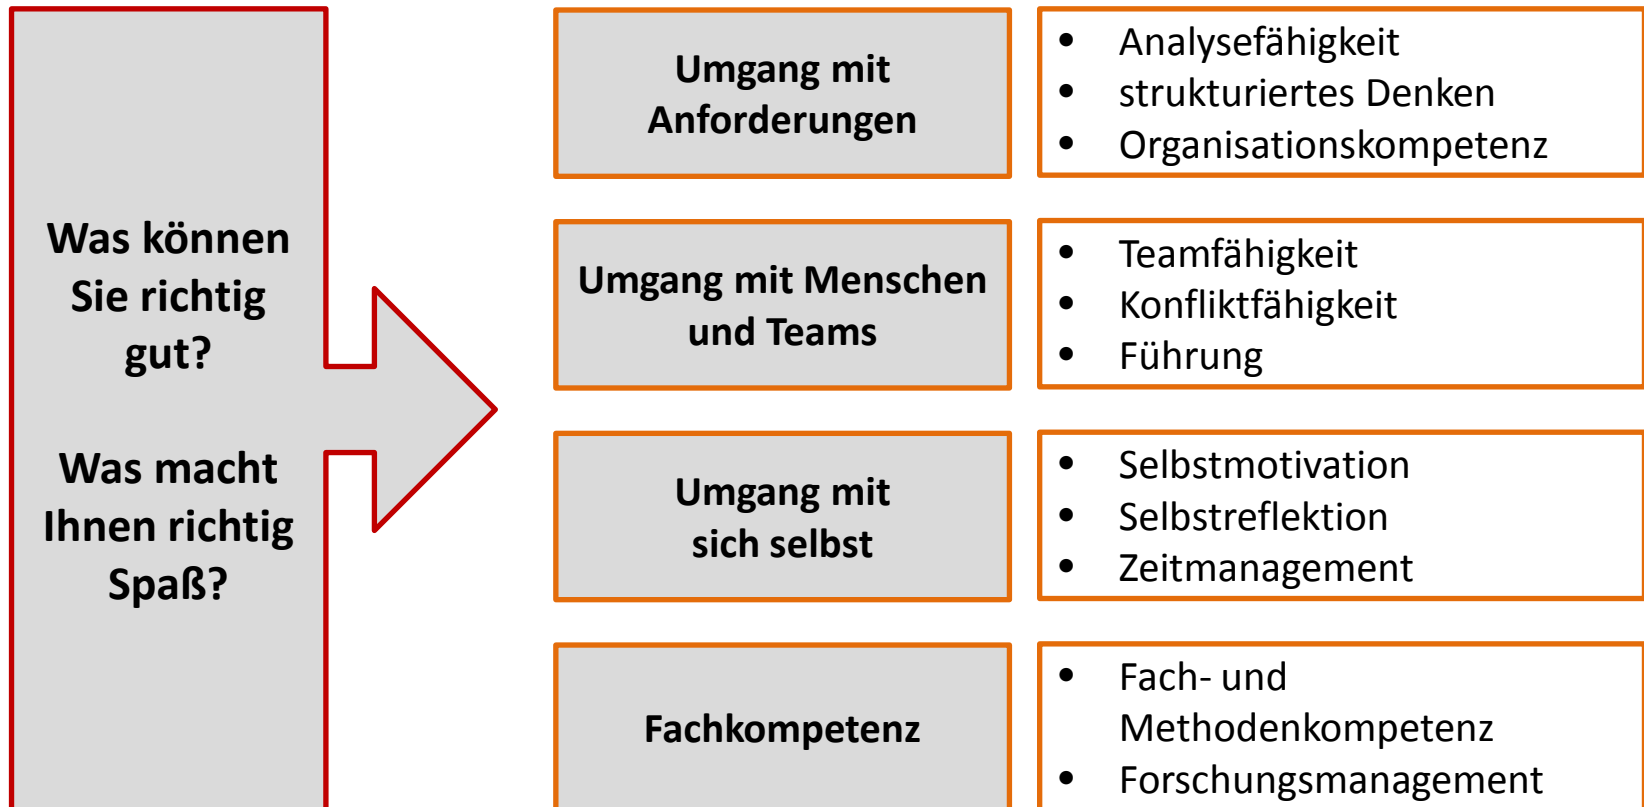 Was können
Sie richtig
gut?
Was macht
Ihnen richtig
Spaß?
Umgang mit
Anforderungen
• Analysefähigkeit
• strukturiertes Denken
• Organisationskompetenz
Umgang mit Menschen
und Teams
• Teamfähigkeit
• Konfliktfähigkeit
• Führung
Umgang mit
sich selbst
• Selbstmotivation
• Selbstreflektion
• Zeitmanagement
Fachkompetenz
• Fach- und
Methodenkompetenz
• Forschungsmanagement